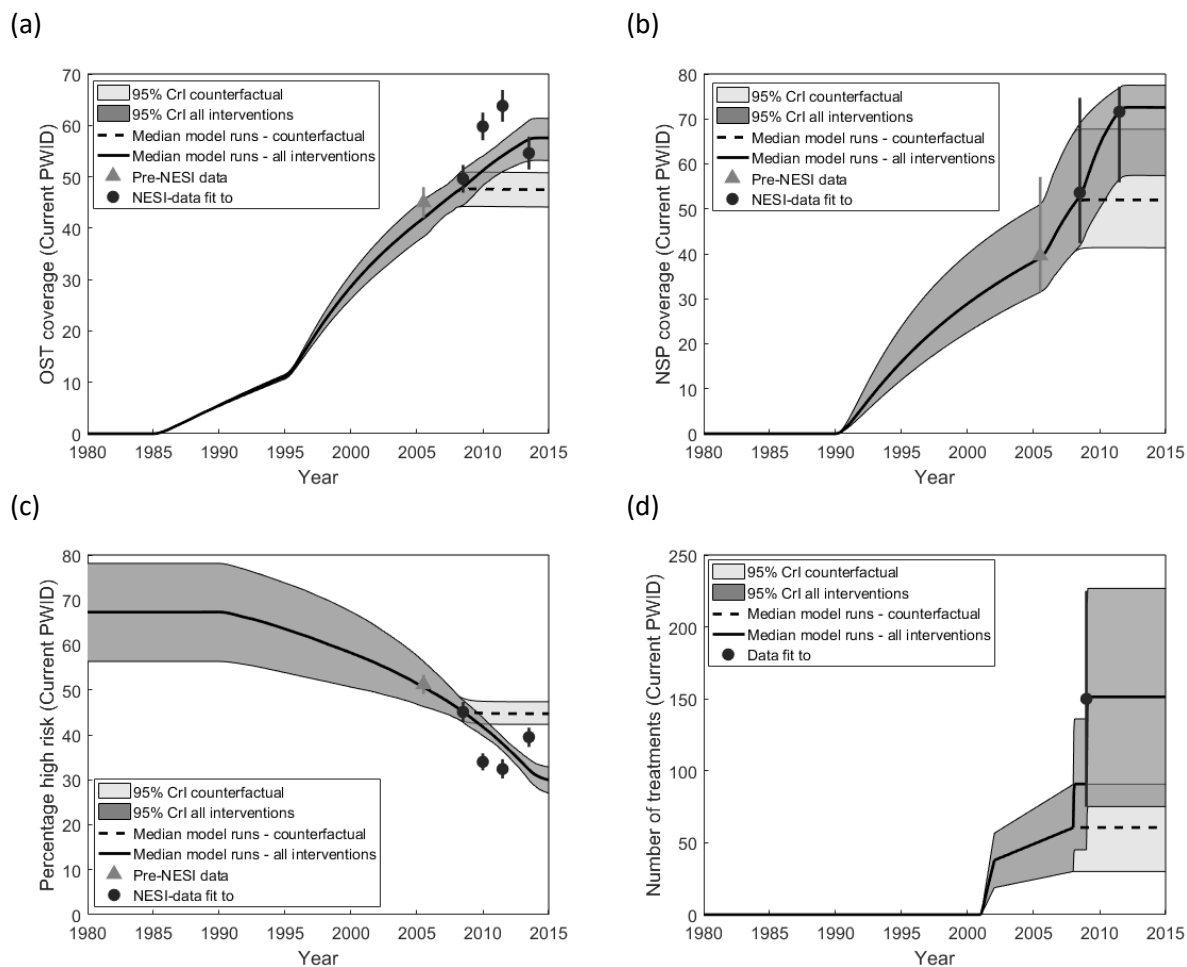 (a)
70
60
50
40
30
20
10
0
OST coverage (Current PWID)
95% CrI counterfactual
95% CrI all interventions
Median model runs - counterfactual
Median model runs - all interventions
Pre-NESI data
NESI-data fit to
1980 1985 1990 1995 2000 2005 2010 2015
Year
(b)
80
70
60
50
40
30
20
10
0
NSP coverage (Current PWID)
95% CrI counterfactual
95% CrI all interventions
Median model runs - counterfactual
Median model runs - all interventions
Pre-NESI data
NESI-data fit to
1980 1985 1990 1995 2000 2005 2010 2015
Year
(c)
80
70
60
50
40
30
20
10
0
Percentage high risk (Current PWID)
95% CrI counterfactual
95% CrI all interventions
Median model runs - counterfactual
Median model runs - all interventions
Pre-NESI data
NESI-data fit to
1980 1985 1990 1995 2000 2005 2010 2015
Year
(d)
250
200
150
100
50
0
Number of treatments (Current PWID)
95% CrI counterfactual
95% CrI all interventions
Median model runs - counterfactual
Median model runs - all interventions
Data fit to
1980 1985 1990 1995 2000 2005 2010 2015
Year